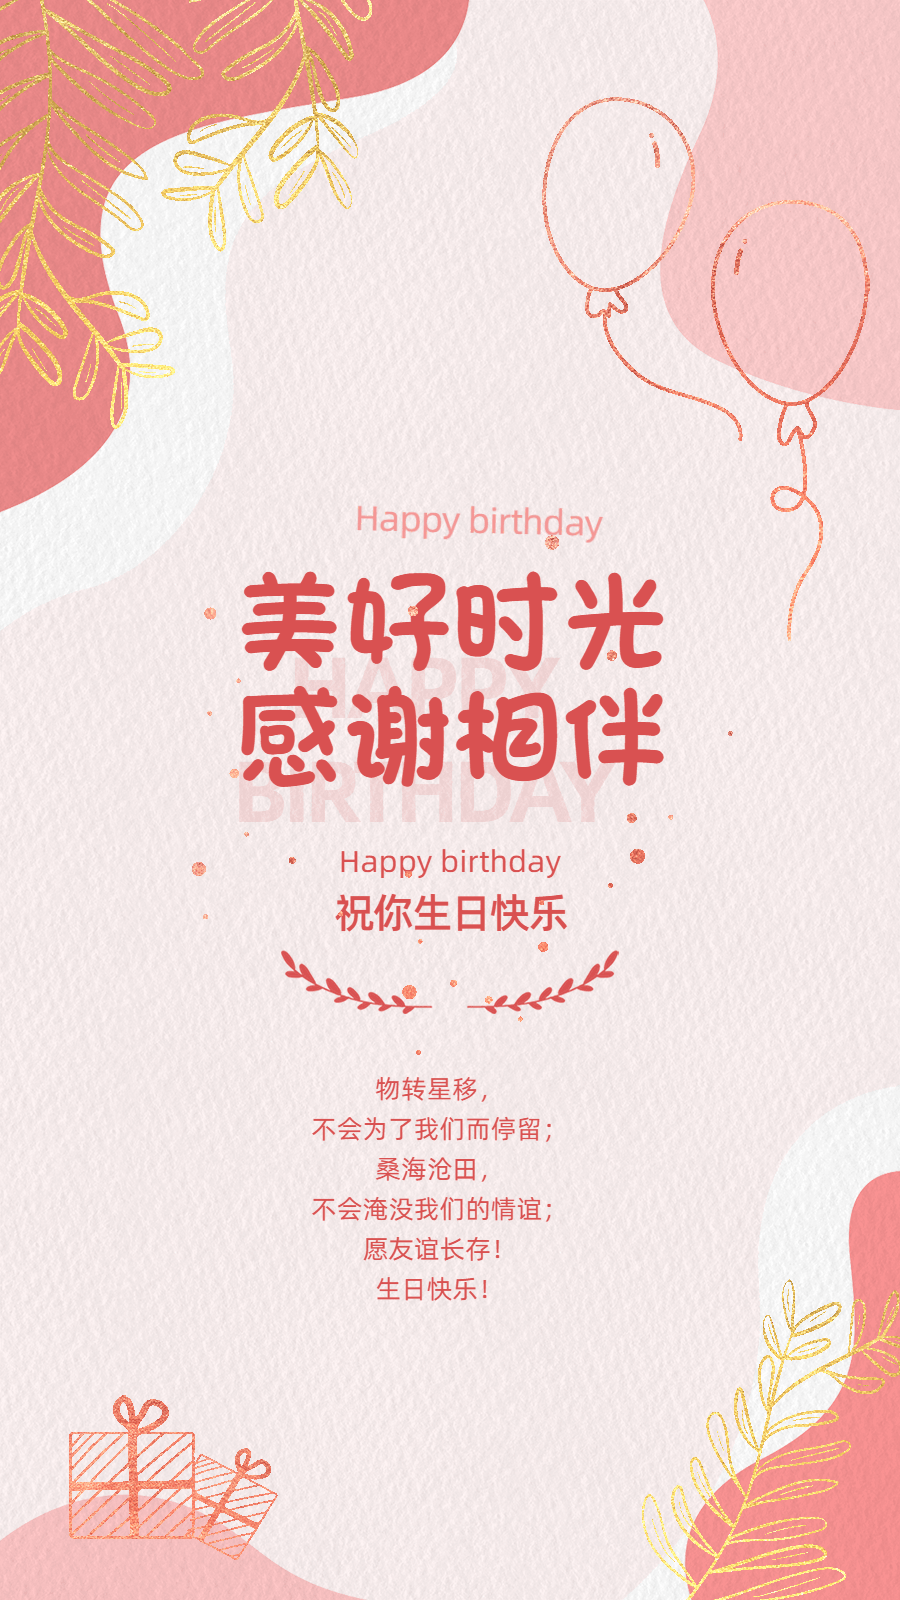 Happy birthday
美好时光
HAPPY
感谢相伴
BIRTHDAY
Happy birthday
祝你生日快乐
物转星移，
不会为了我们而停留；
桑海沧田，
不会淹没我们的情谊；
愿友谊长存！
生日快乐！